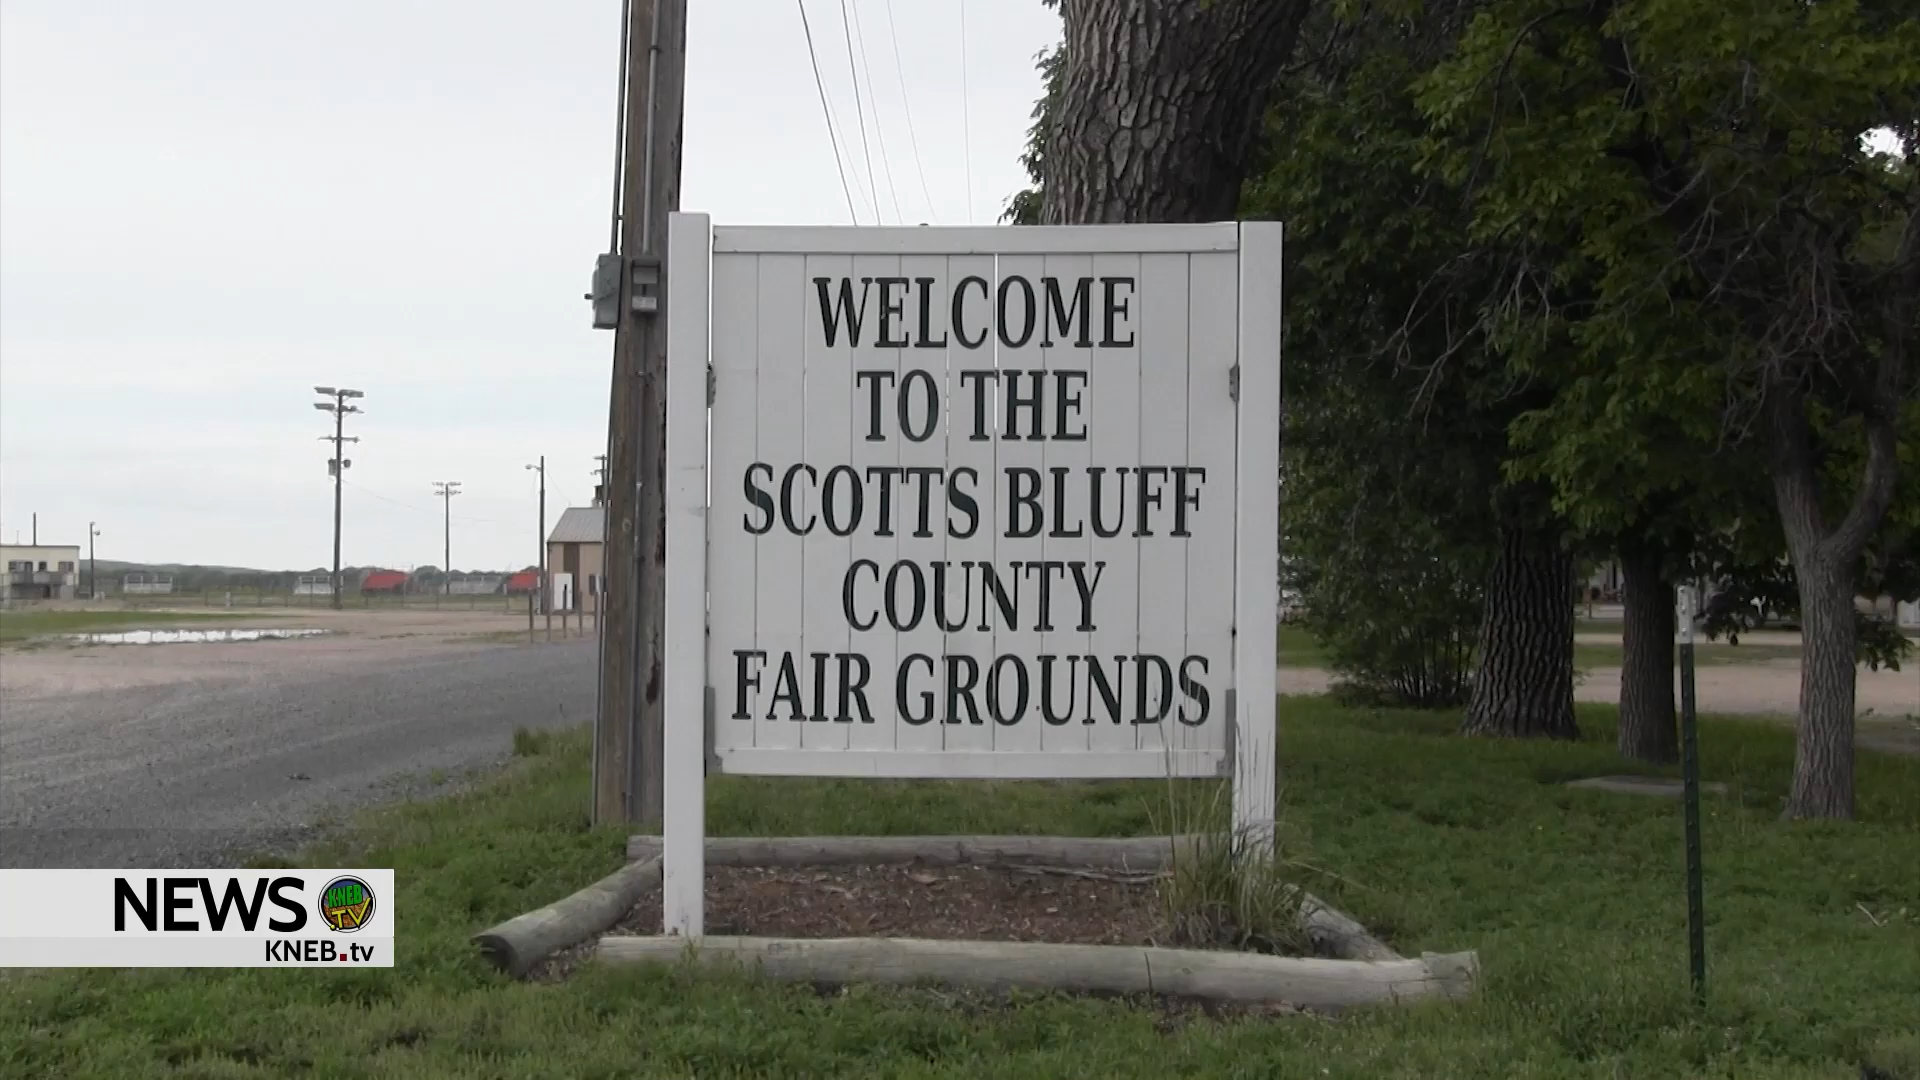 WELCOME
TO THE
SCOTTS BLUFF
COUNTY
FAIR GROUNDS
NEWS KNEB TV
KNEB.tv